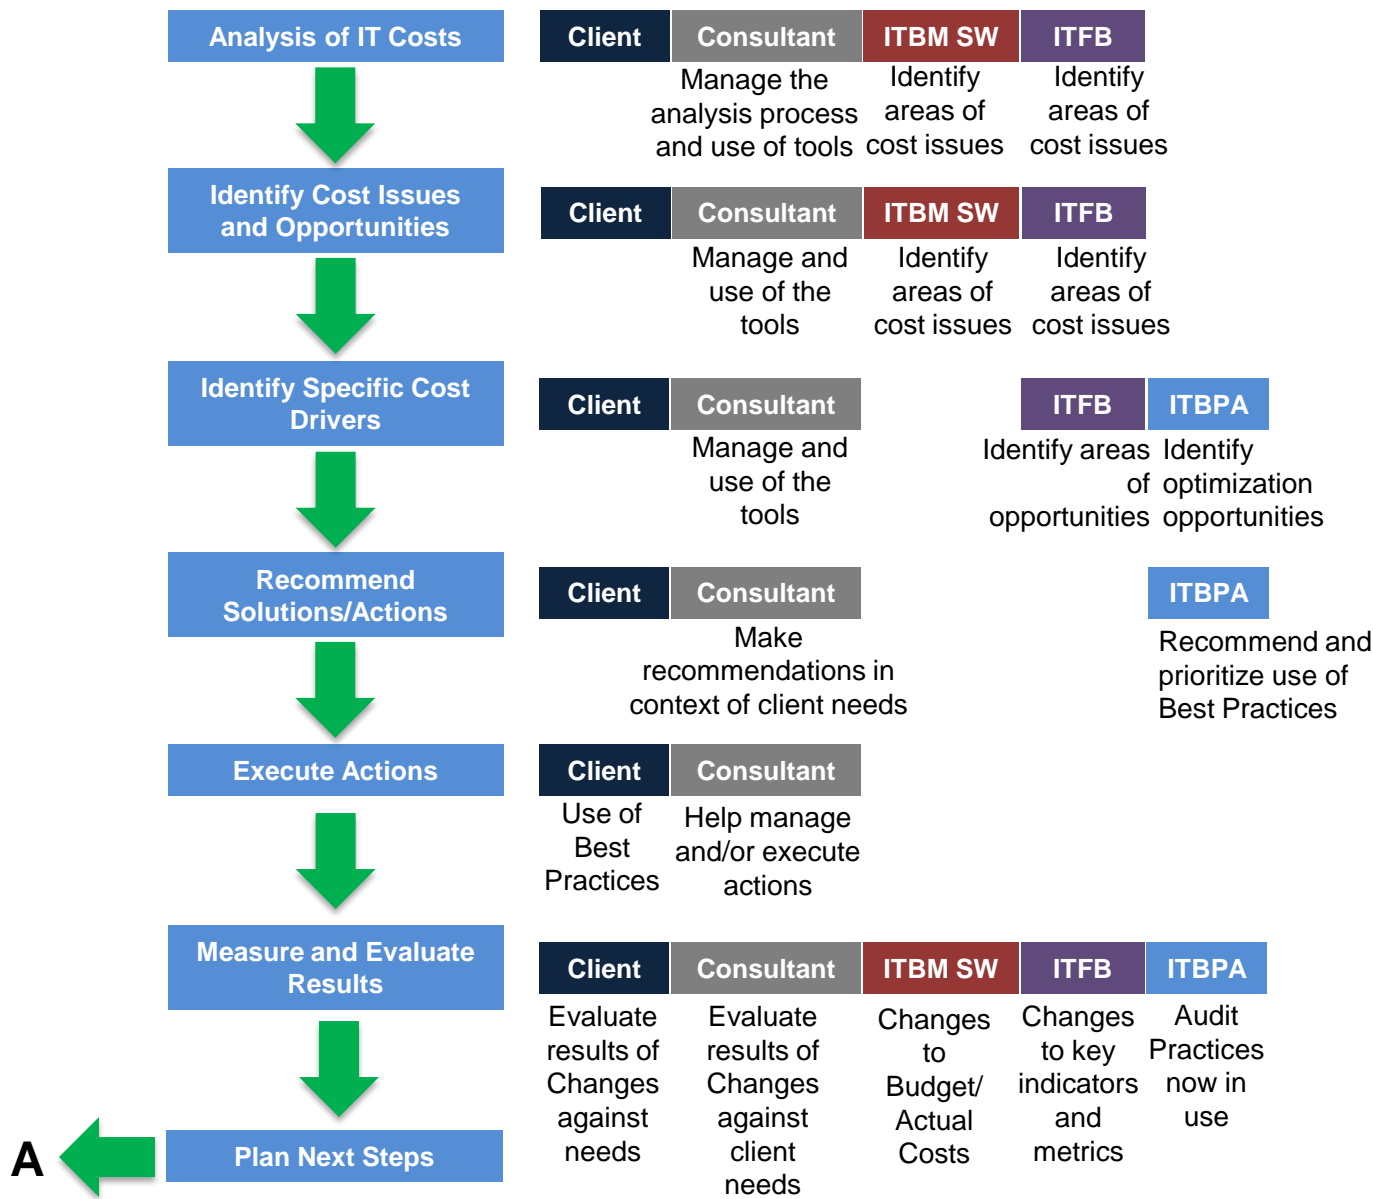 Analysis of IT Costs
Client
Consultant
ITBM SW
ITFB
Manage the
analysis process
and use of tools
Identify
areas of
cost issues
Identify
areas of
cost issues
Identify Cost Issues
and Opportunities
Client
Consultant
ITBM SW
ITFB
Manage and
use of the
tools
Identify
areas of
cost issues
Identify
areas of
cost issues
Identify Specific Cost
Drivers
Client
Consultant
ITFB
ITBPA
Manage and
use of the
tools
Identify areas
of
opportunities
Identify
optimization
opportunities
Recommend
Solutions/Actions
Client
Consultant
ITBPA
Make
recommendations in
context of client needs
Recommend and
prioritize use of
Best Practices
Execute Actions
Client
Consultant
Use of
Best
Practices
Help manage
and/or execute
actions
Measure and Evaluate
Results
Client
Consultant
ITBM SW
ITFB
ITBPA
Evaluate
results of
Changes
against
needs
Evaluate
results of
Changes
against
client
needs
Changes
to
Budget/
Actual
Costs
Changes
to key
indicators
and
metrics
Audit
Practices
now in
use
A
Plan Next Steps